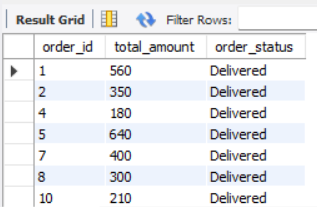 Result Grid Filter Rows:
order_id total_amount order_status
1 560 Delivered
2 350 Delivered
4 180 Delivered
5 640 Delivered
7 400 Delivered
8 300 Delivered
10 210 Delivered